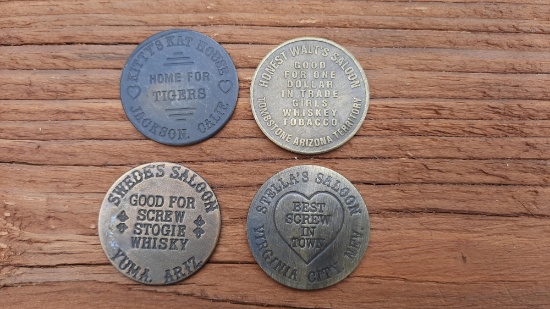 KITTY'S KAT HOUSE
HOME FOR
TIGERS
JACKSON, CALIF.
HONEST WALT'S SALOON
GOOD
FOR ONE
DOLLAR
IN TRADE
GIRLS
WHISKEY
TOBACCO
TOMBSTONE ARIZONA TERRITORY
SWEDE'S SALOON
GOOD FOR
SCREW
STOGIE
WHISKY
YUMA, ARIZ.
STELLA'S SALOON
BEST
SCREW
IN
TOWN
VIRGINIA CITY, NEV.